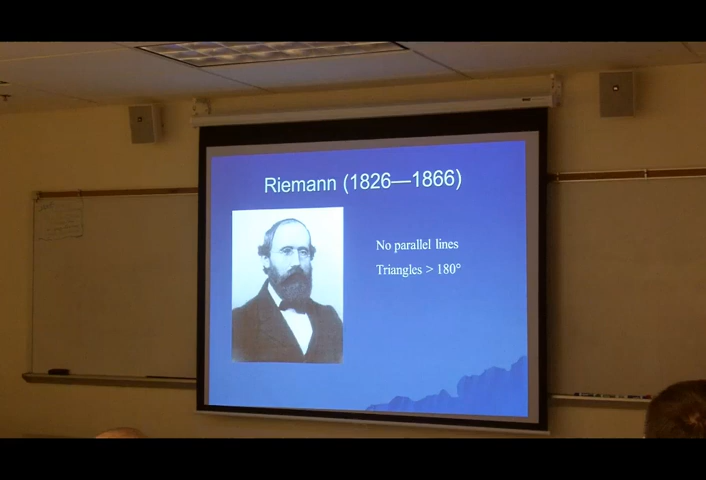 Riemann (1826—1866)
No parallel lines
Triangles > 180°